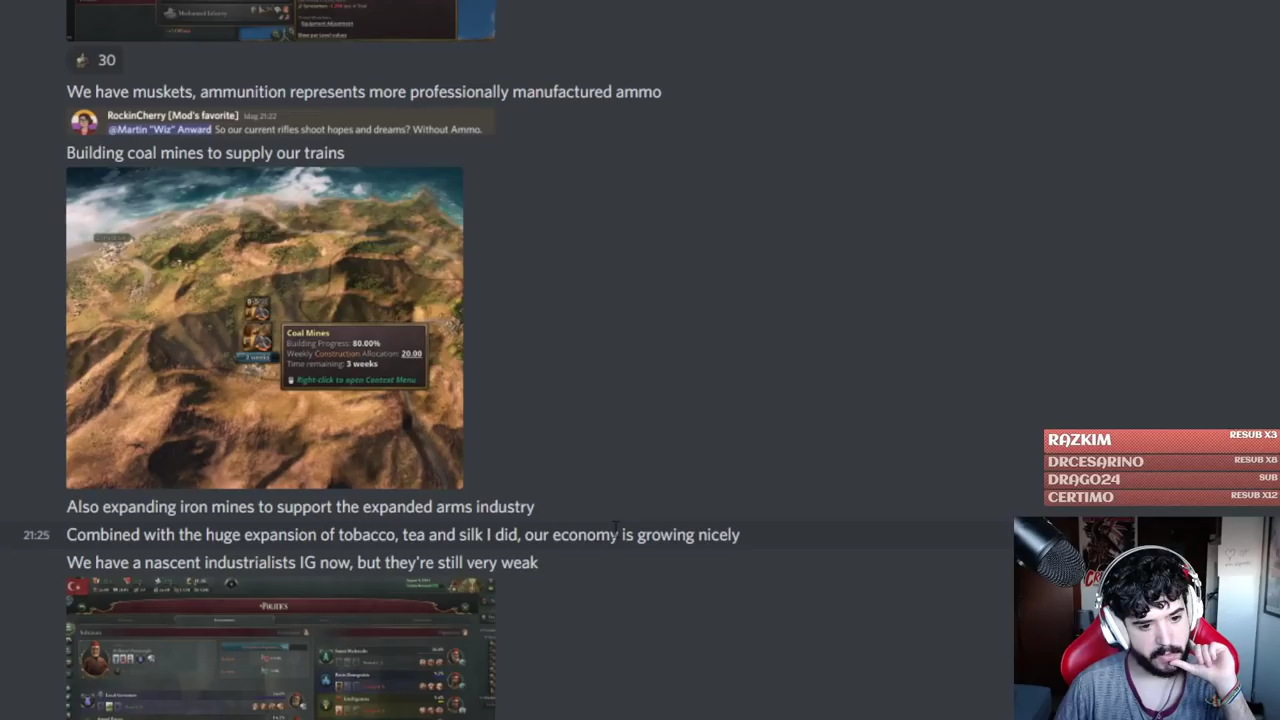 30
We have muskets, ammunition represents more professionally manufactured ammo
RockinCherry [Mod's favorite] Idag 21:22
@Martin "Wiz" Anward So our current rifles shoot hopes and dreams? Without Ammo.
Building coal mines to supply our trains
Coal Mines
Building Progress: 80.00%
Weekly Construction Allocation: 20.00
Time remaining: 3 weeks
Right-click to open Context Menu
3 weeks
Also expanding iron mines to support the expanded arms industry
21:25 Combined with the huge expansion of tobacco, tea and silk I did, our economy is growing nicely
We have a nascent industrialists IG now, but they're still very weak
POLITICS
RAZKIM RESUB X3
DRCESARINO RESUB X8
DRAGO24 SUB
CERTIMO RESUB X12